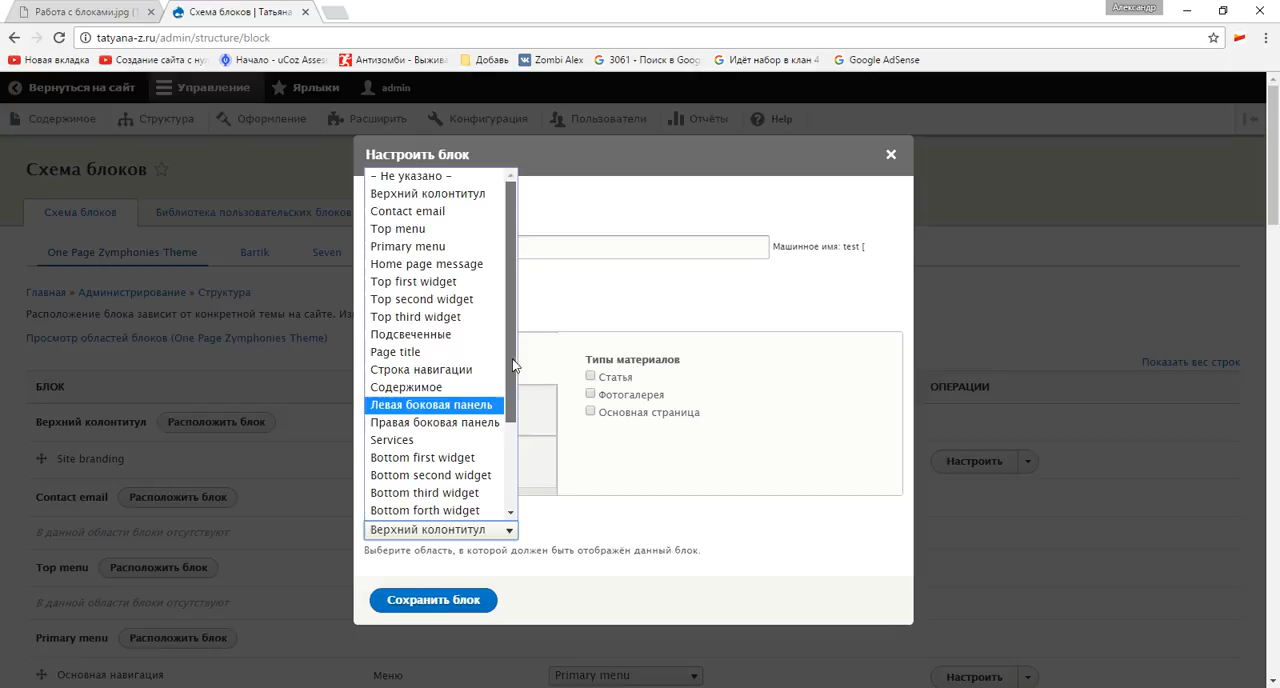 Работа с блоками.jpg (1
Схема блоков | Татьяна
Александр
tatyana-z.ru/admin/structure/block
Новая вкладка
Создание сайта с нул
Начало - uCoz Assess
Антизомби - Выжива
Добавь
Zombi Alex
3061 - Поиск в Goog
Идёт набор в клан 4
Google AdSense
Вернуться на сайт
Управление
Ярлыки
admin
Содержимое
Структура
Оформление
Расширить
Конфигурация
Пользователи
Отчёты
Help
Схема блоков
Схема блоков
Библиотека пользовательских блоков
One Page Zymphonies Theme
Bartik
Seven
Главная » Администрирование » Структура
Расположение блока зависит от конкретной темы на сайте.
Просмотр областей блоков (One Page Zymphonies Theme)
Показать вес строк
БЛОК
ОПЕРАЦИИ
Верхний колонтитул
Расположить блок
Site branding
Настроить
Contact email
Расположить блок
В данной области блоки отсутствуют
Top menu
Расположить блок
В данной области блоки отсутствуют
Primary menu
Расположить блок
Основная навигация
Меню
Primary menu
Настроить
Настроить блок
Машинное имя: test [
Типы материалов
Статья
Фотогалерея
Основная страница
- Не указано -
Верхний колонтитул
Contact email
Top menu
Primary menu
Home page message
Top first widget
Top second widget
Top third widget
Подсвеченные
Page title
Строка навигации
Содержимое
Левая боковая панель
Правая боковая панель
Services
Bottom first widget
Bottom second widget
Bottom third widget
Bottom forth widget
Верхний колонтитул
Выберите область, в которой должен быть отображён данный блок.
Сохранить блок